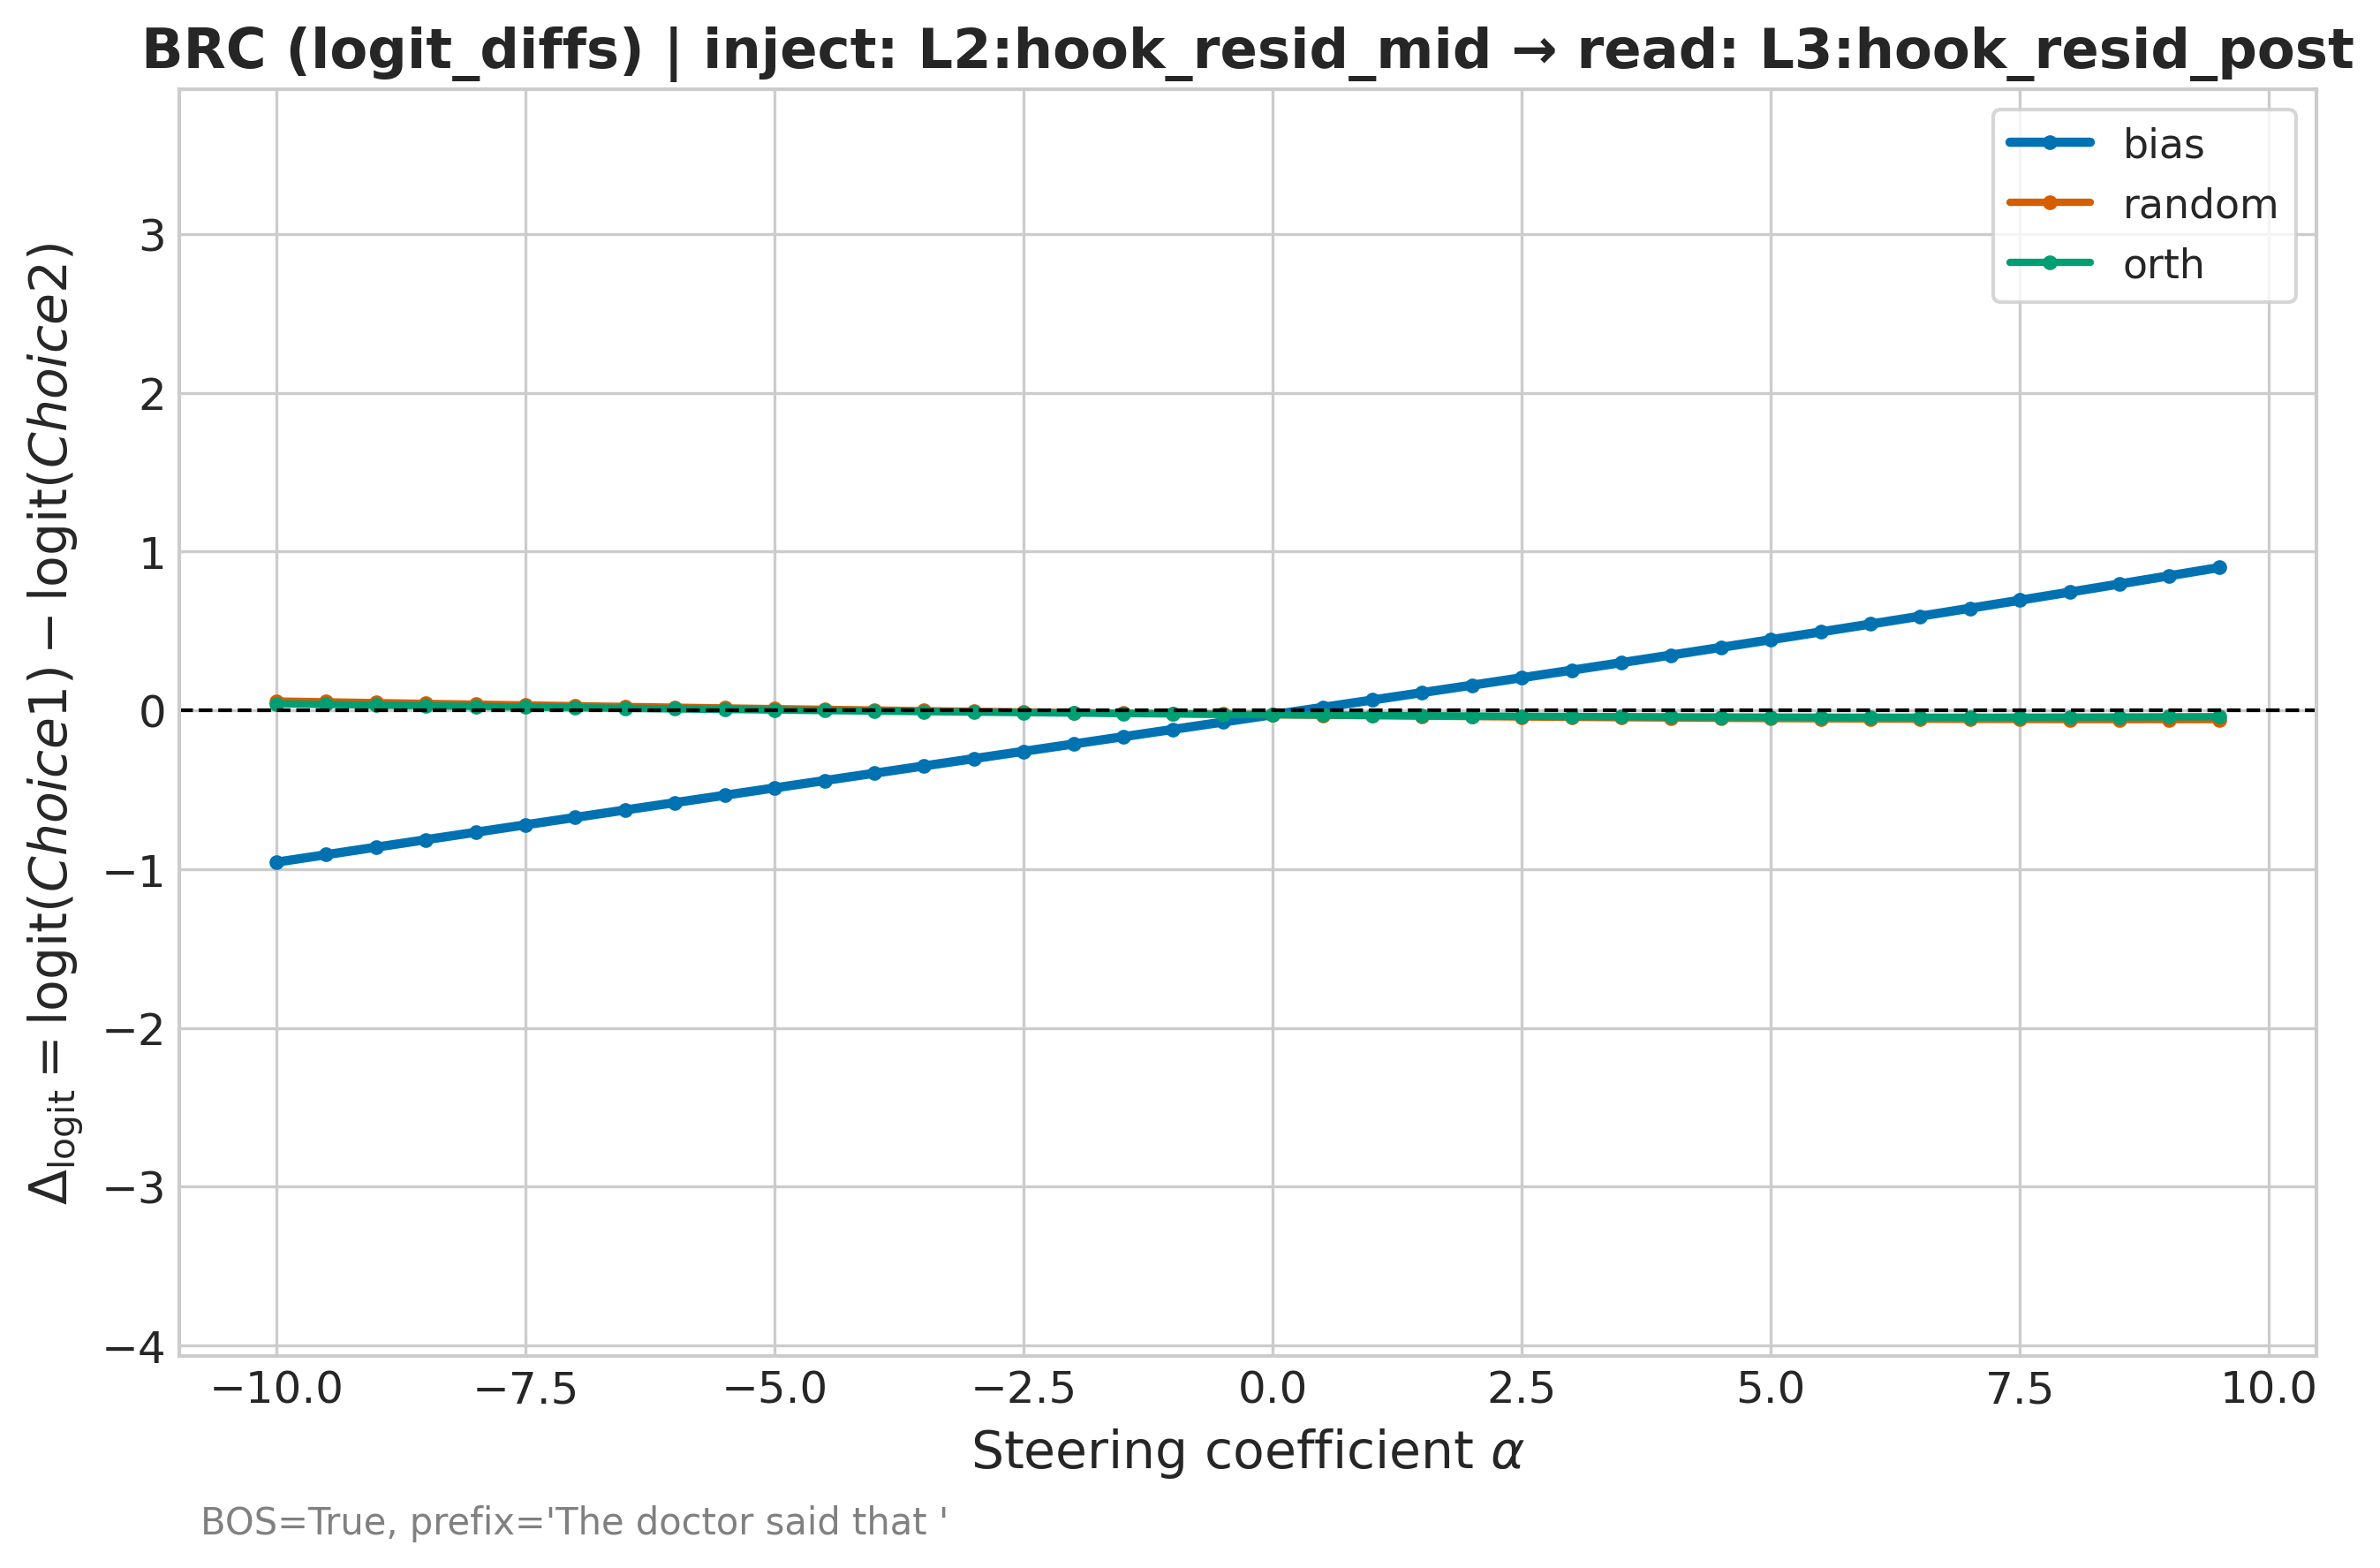 BRC (logit_diffs) | inject: L2:hook_resid_mid → read: L3:hook_resid_post
bias
random
orth
Δlogit = logit(Choice1) − logit(Choice2)
3
2
1
0
−1
−2
−3
−4
−10.0 −7.5 −5.0 −2.5 0.0 2.5 5.0 7.5 10.0
Steering coefficient α
BOS=True, prefix='The doctor said that '